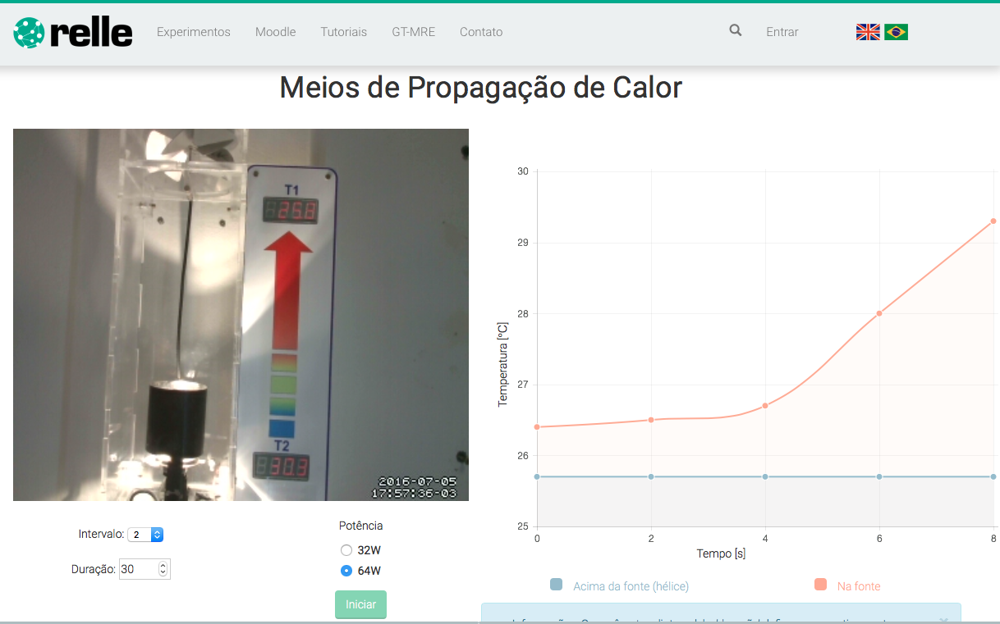 relle
Experimentos
Moodle
Tutoriais
GT-MRE
Contato
Entrar
Meios de Propagação de Calor
T1
25.8
T2
30.3
2016-07-05
17:57:36-03
Intervalo: 2
Duração: 30
Potência
32W
64W
Iniciar
30
29
28
27
26
25
Temperatura [°C]
0 2 4 6 8
Tempo [s]
Acima da fonte (hélice)
Na fonte